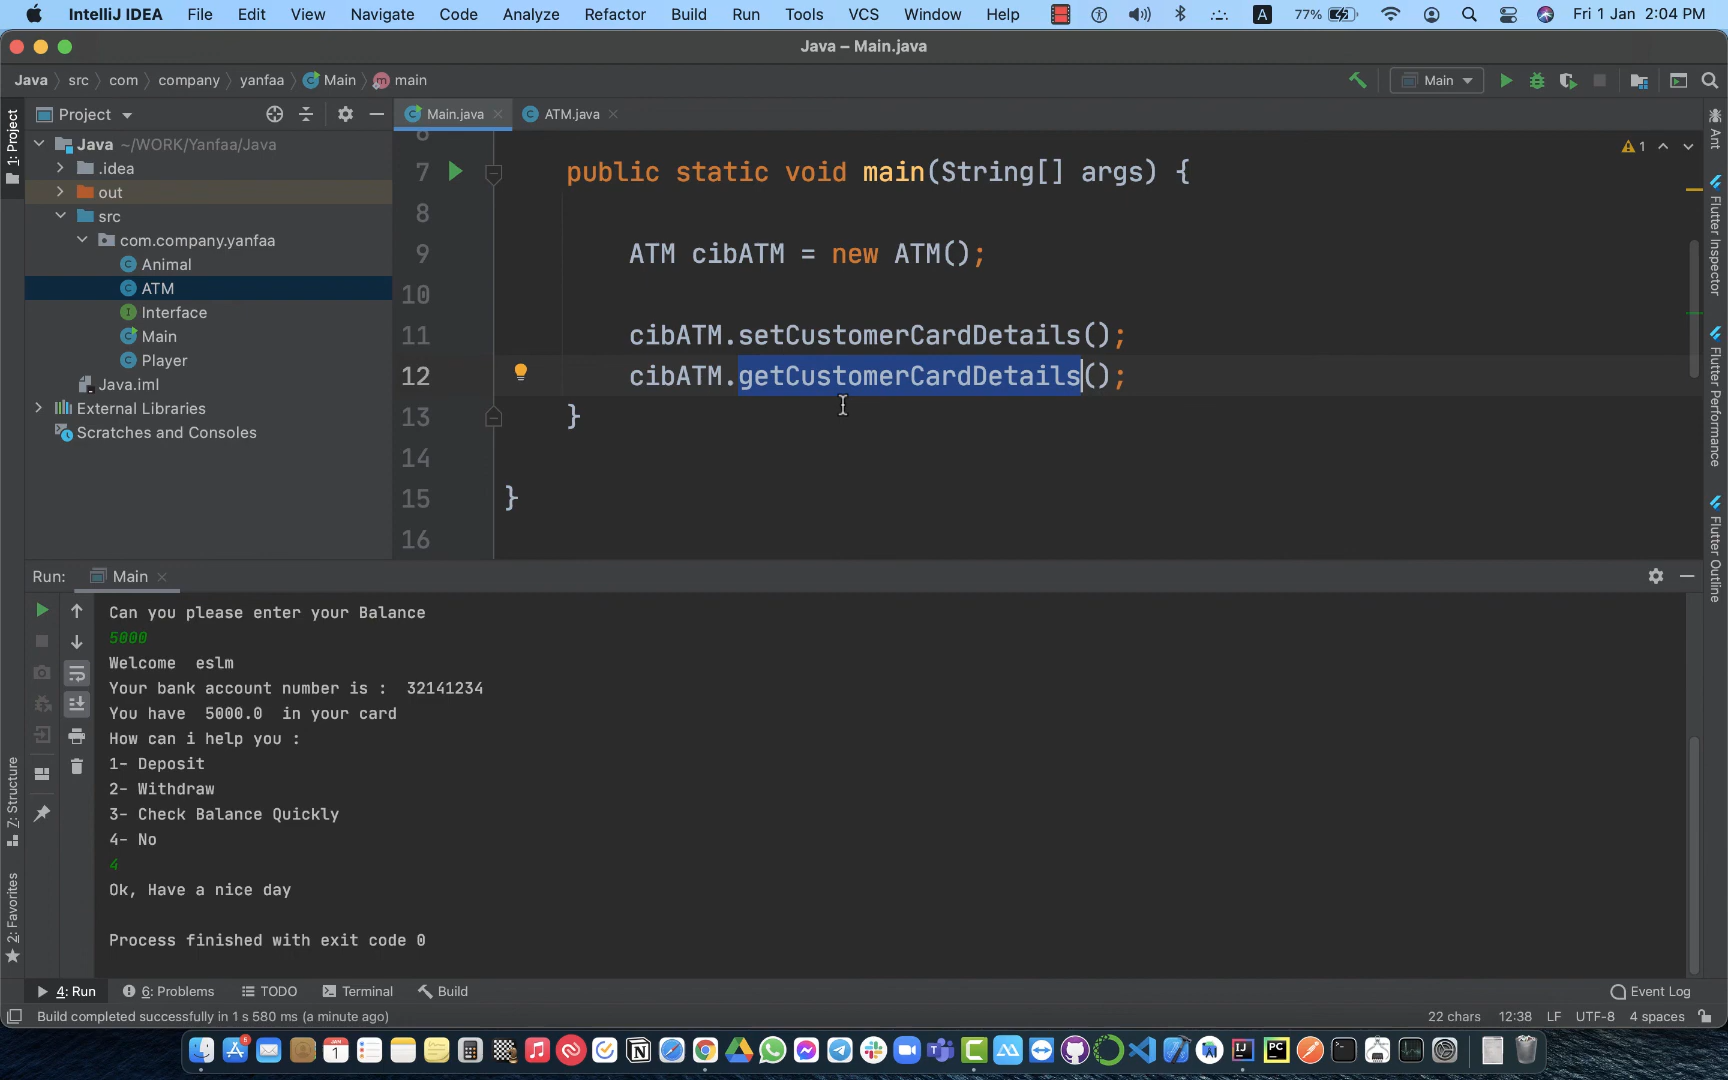 IntelliJ IDEA File Edit View Navigate Code Analyze Refactor Build Run Tools VCS Window Help A 77% Fri 1 Jan 2:04 PM
Java – Main.java
Java src com company yanfaa Main main Main
1: Project
Project
Main.java ATM.java
Java ~/WORK/Yanfaa/Java
.idea
out
src
com.company.yanfaa
Animal
ATM
Interface
Main
Player
Java.iml
External Libraries
Scratches and Consoles
1
6
7 public static void main(String[] args) {
8
9 ATM cibATM = new ATM();
10
11 cibATM.setCustomerCardDetails();
12 cibATM.getCustomerCardDetails();
13 }
14
15 }
16
Ant
Flutter Inspector
Flutter Performance
Flutter Outline
Run: Main
Can you please enter your Balance
5000
Welcome  eslm
Your bank account number is :  32141234
You have  5000.0  in your card
How can i help you :
1- Deposit
2- Withdraw
3- Check Balance Quickly
4- No
4
Ok, Have a nice day
Process finished with exit code 0
Z: Structure
2: Favorites
4: Run 6: Problems TODO Terminal Build Event Log
Build completed successfully in 1 s 580 ms (a minute ago) 22 chars 12:38 LF UTF-8 4 spaces